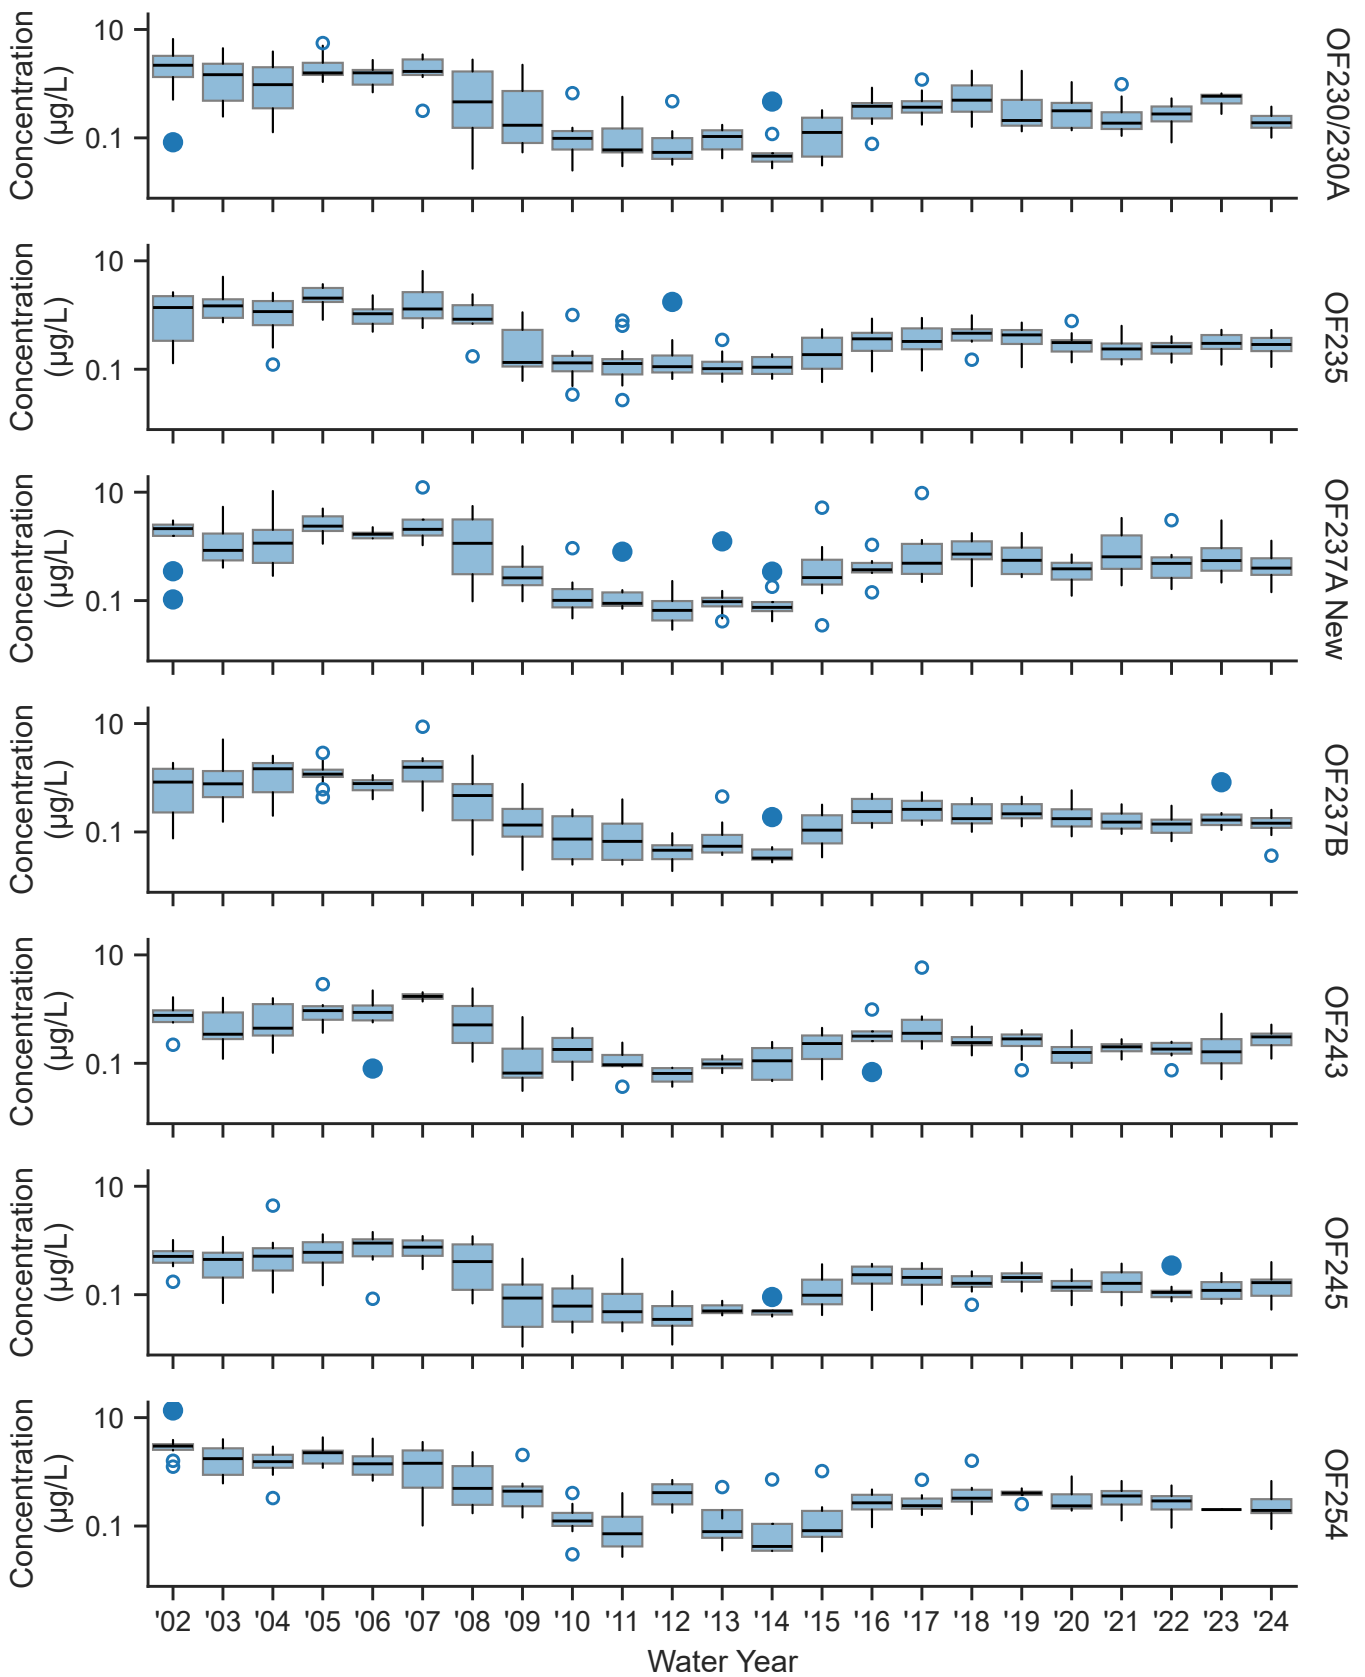 Concentration
(µg/L)
10
0.1
OF230/230A
Concentration
(µg/L)
10
0.1
OF235
Concentration
(µg/L)
10
0.1
OF237A New
Concentration
(µg/L)
10
0.1
OF237B
Concentration
(µg/L)
10
0.1
OF243
Concentration
(µg/L)
10
0.1
OF245
Concentration
(µg/L)
10
0.1
OF254
'02 '03 '04 '05 '06 '07 '08 '09 '10 '11 '12 '13 '14 '15 '16 '17 '18 '19 '20 '21 '22 '23 '24
Water Year